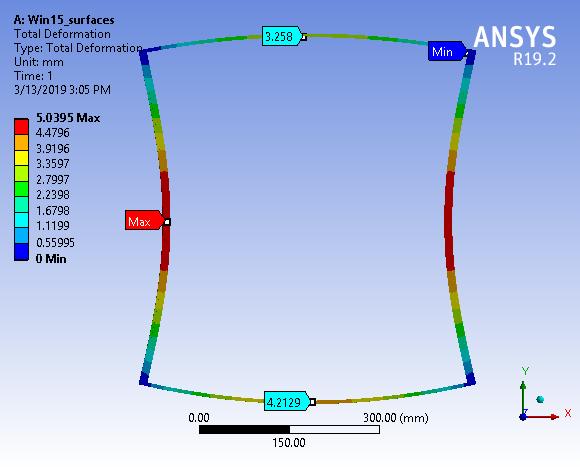 A: Win15_surfaces
Total Deformation
Type: Total Deformation
Unit: mm
Time: 1
3/13/2019 3:05 PM
5.0395 Max
4.4796
3.9196
3.3597
2.7997
2.2398
1.6798
1.1199
0.55995
0 Min
3.258
Min
ANSYS
R19.2
Max
4.2129
0.00
300.00 (mm)
150.00
Y
Z
X